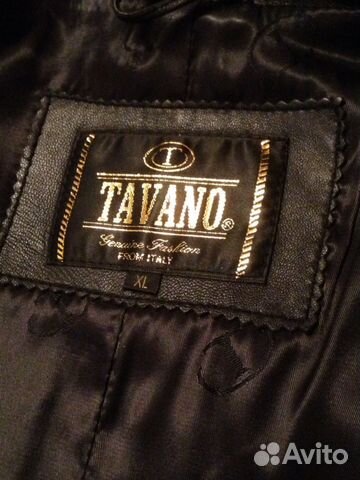 T
TAVANO®
Genuine Fashion
FROM ITALY
XL
Avito